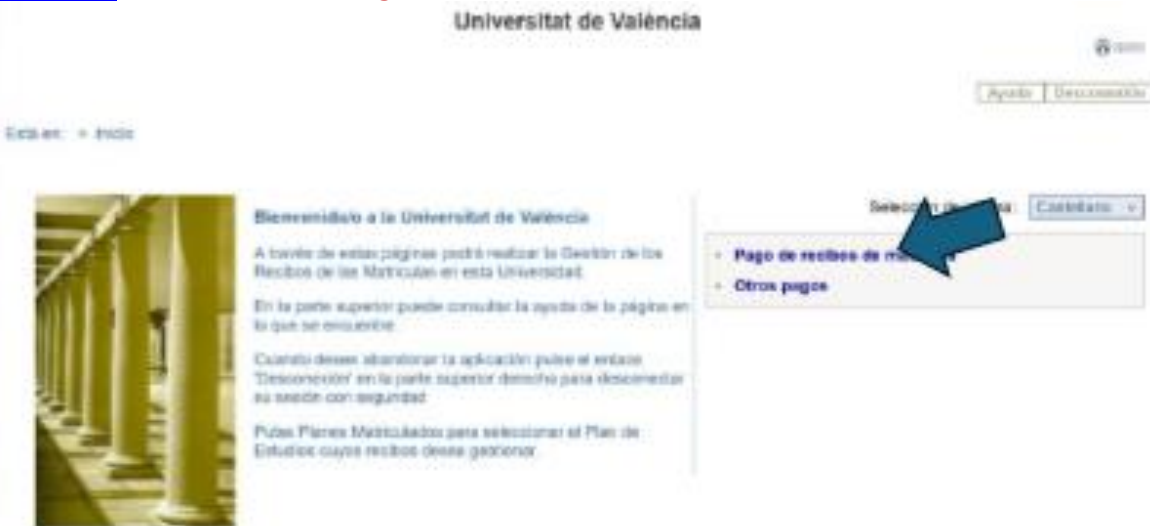 Universitat de València
Ayuda Desconexión
Está en: Inicio
Bienvenida/o a la Universitat de València
A través de estas páginas podrá realizar la Gestión de los
Recibos de las Matrículas en esta Universidad.
En la parte superior puede consultar la ayuda de la página en
la que se encuentre.
Cuando desee abandonar la aplicación pulse el enlace
'Desconexión' en la parte superior derecha para desconectar
su sesión con seguridad.
Pulse Planes Matriculados para seleccionar el Plan de
Estudios cuyos recibos desea gestionar.
Castellano
Pago de recibos de
Otros pagos